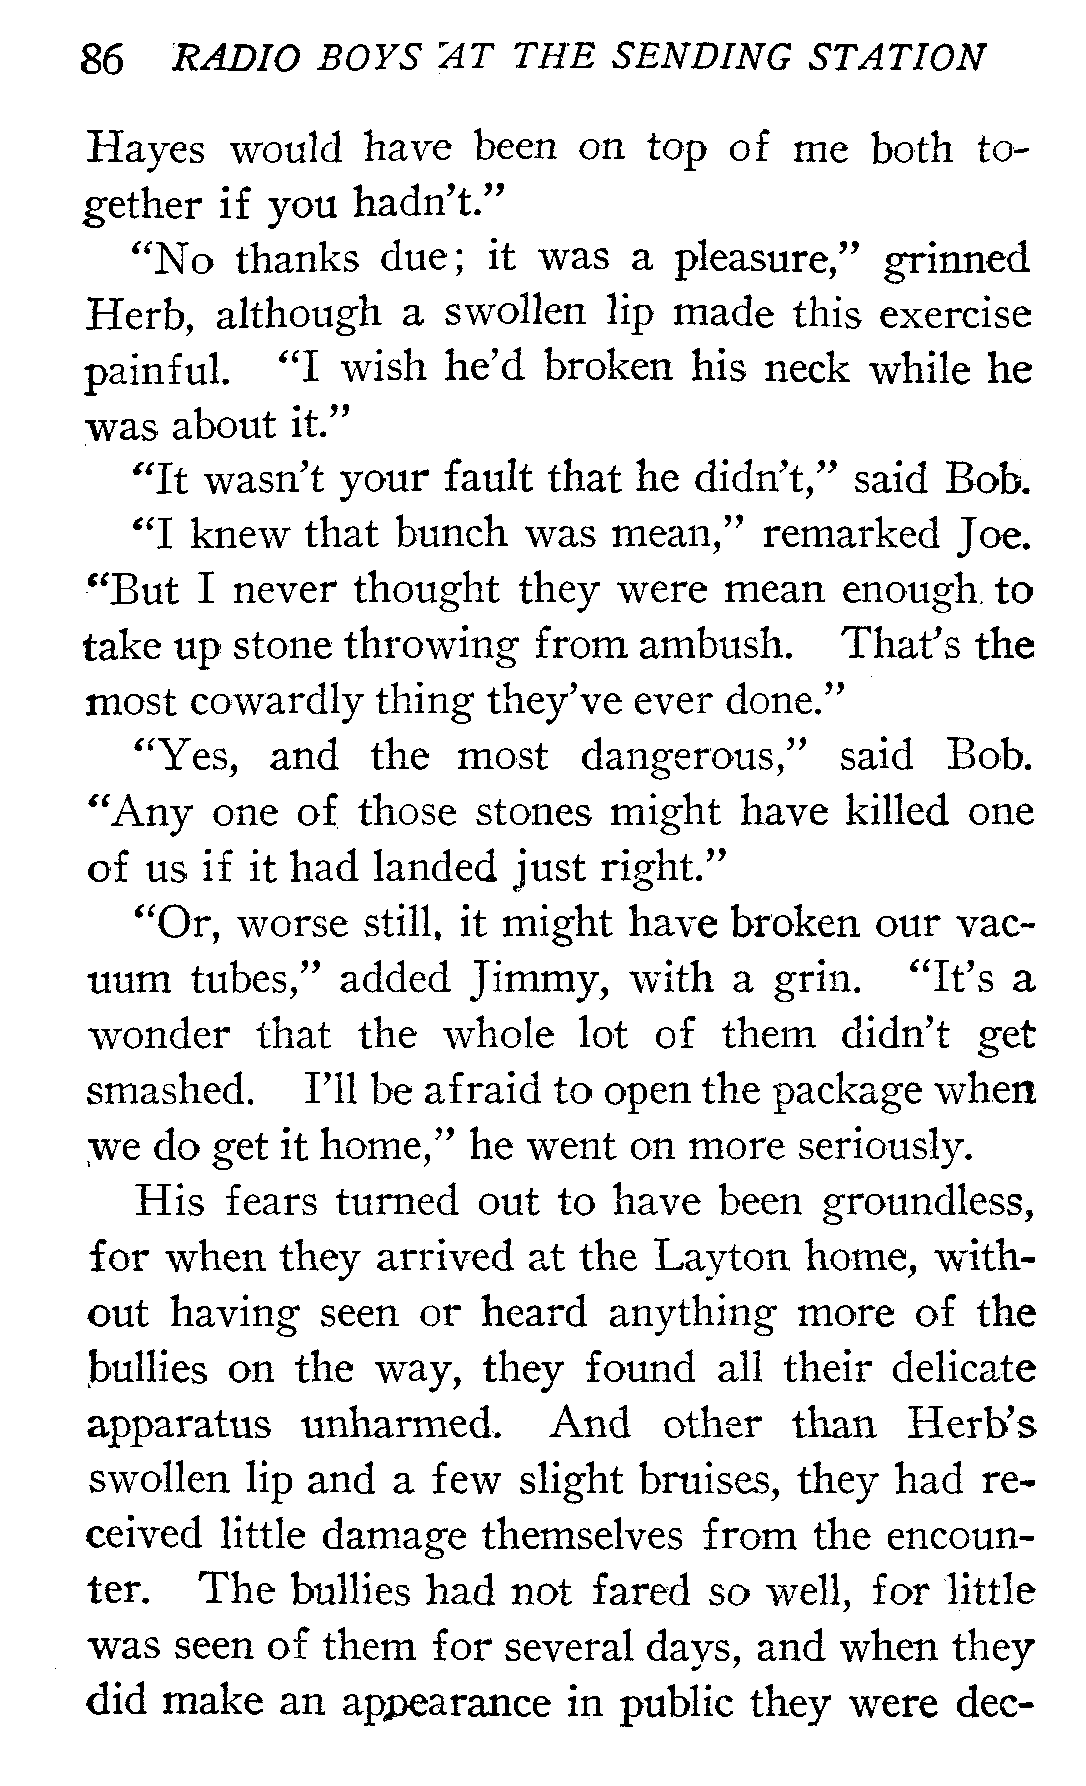 86 RADIO BOYS AT THE SENDING STATION
Hayes would have been on top of me both to-
gether if you hadn't."
"No thanks due; it was a pleasure," grinned
Herb, although a swollen lip made this exercise
painful. "I wish he'd broken his neck while he
was about it."
"It wasn't your fault that he didn't," said Bob.
"I knew that bunch was mean," remarked Joe.
"But I never thought they were mean enough to
take up stone throwing from ambush. That's the
most cowardly thing they've ever done."
"Yes, and the most dangerous," said Bob.
"Any one of those stones might have killed one
of us if it had landed just right."
"Or, worse still, it might have broken our vac-
uum tubes," added Jimmy, with a grin. "It's a
wonder that the whole lot of them didn't get
smashed. I'll be afraid to open the package when
we do get it home," he went on more seriously.
His fears turned out to have been groundless,
for when they arrived at the Layton home, with-
out having seen or heard anything more of the
bullies on the way, they found all their delicate
apparatus unharmed. And other than Herb's
swollen lip and a few slight bruises, they had re-
ceived little damage themselves from the encoun-
ter. The bullies had not fared so well, for little
was seen of them for several days, and when they
did make an appearance in public they were dec-